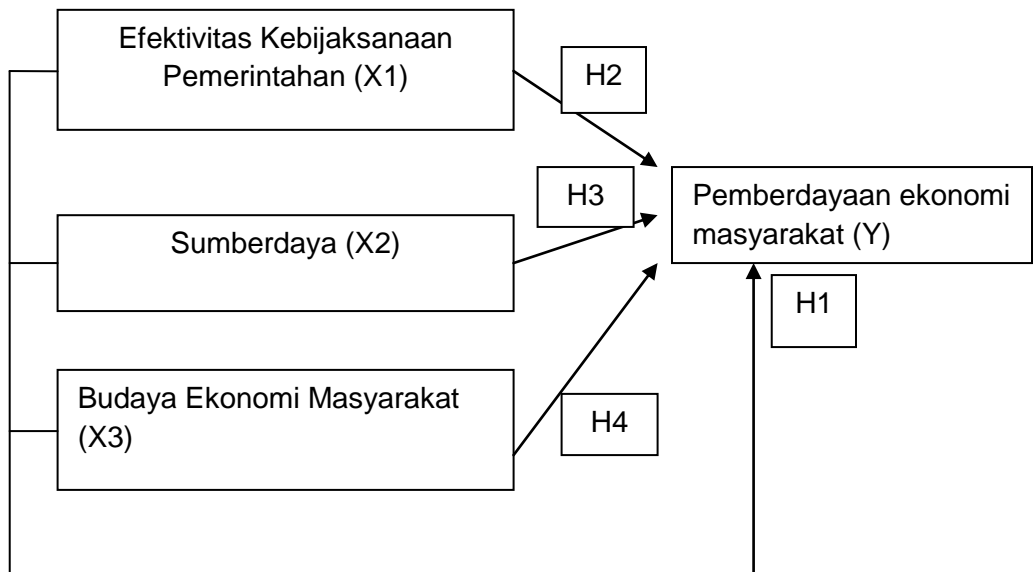 Efektivitas Kebijaksanaan
Pemerintahan (X1)
H2
H3
Pemberdayaan ekonomi
masyarakat (Y)
Sumberdaya (X2)
H1
Budaya Ekonomi Masyarakat
(X3)
H4